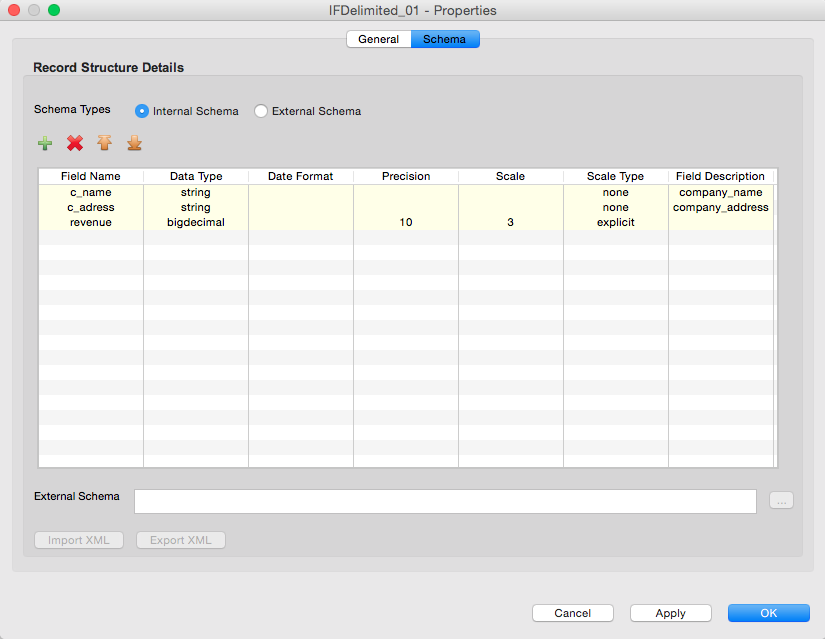 IFDelimited_01 - Properties
General Schema
Record Structure Details
Schema Types Internal Schema External Schema
Field Name Data Type Date Format Precision Scale Scale Type Field Description
c_name string none company_name
c_adress string none company_address
revenue bigdecimal 10 3 explicit
External Schema ...
Import XML Export XML
Cancel Apply OK